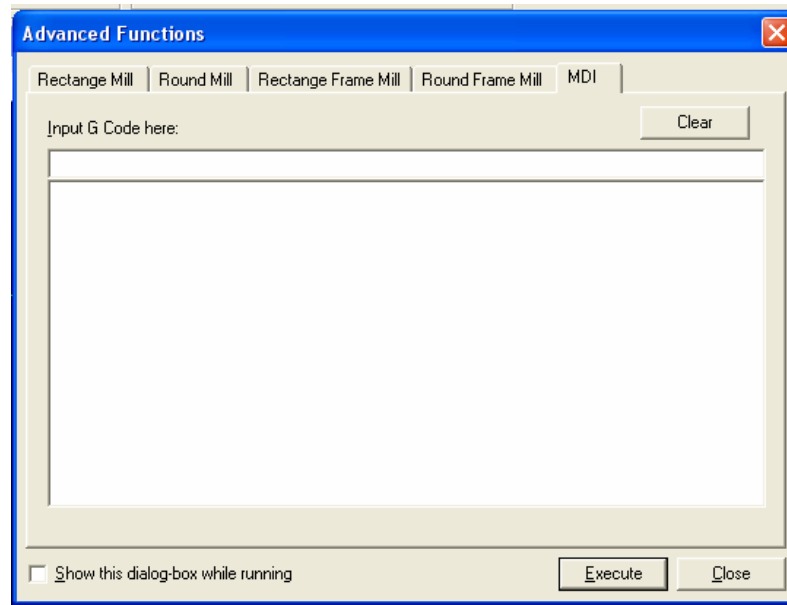 Advanced Functions
Rectange Mill Round Mill Rectange Frame Mill Round Frame Mill MDI
Input G Code here: Clear
Show this dialog-box while running Execute Close